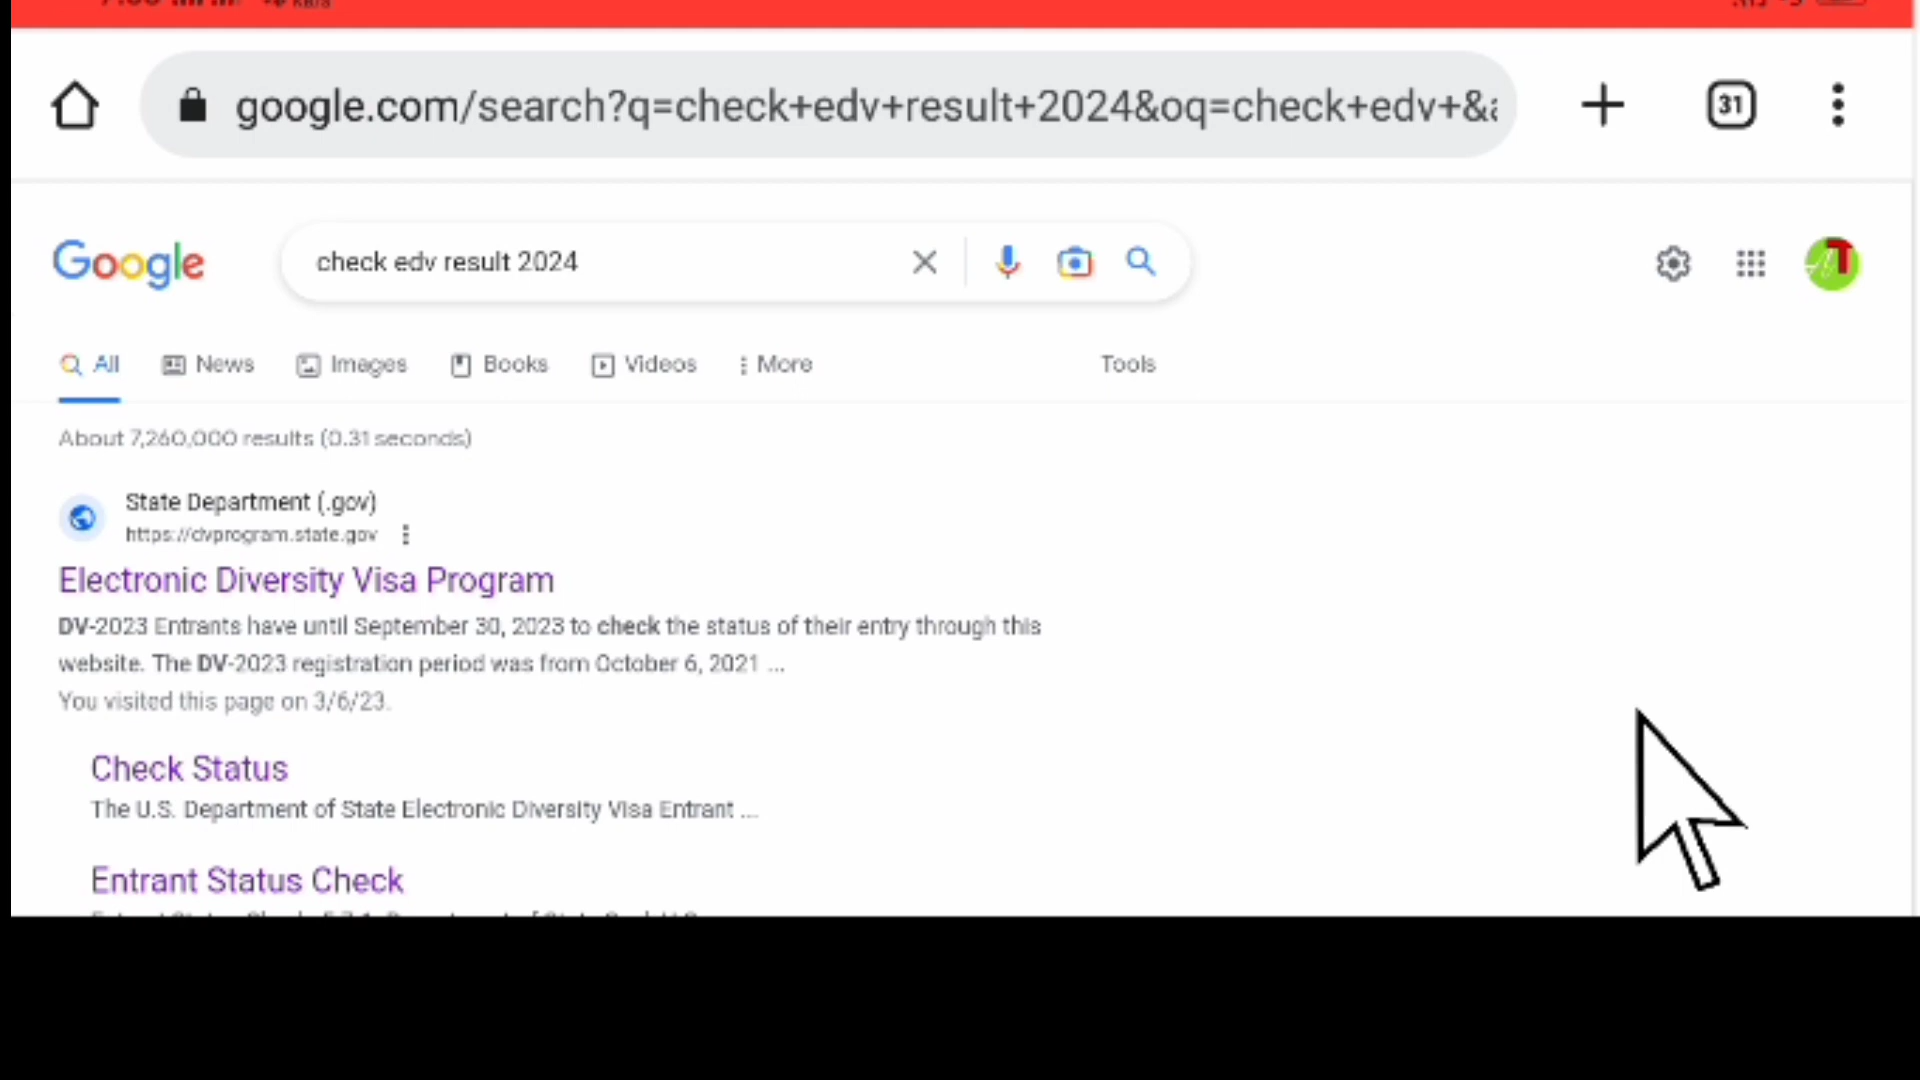 google.com/search?q=check+edv+result+2024&oq=check+edv+&
31
Google
check edv result 2024
All News Images Books Videos More Tools
About 7,260,000 results (0.31 seconds)
State Department (.gov)
https://dvprogram.state.gov
Electronic Diversity Visa Program
DV-2023 Entrants have until September 30, 2023 to check the status of their entry through this
website. The DV-2023 registration period was from October 6, 2021 ...
You visited this page on 3/6/23.
Check Status
The U.S. Department of State Electronic Diversity Visa Entrant ...
Entrant Status Check